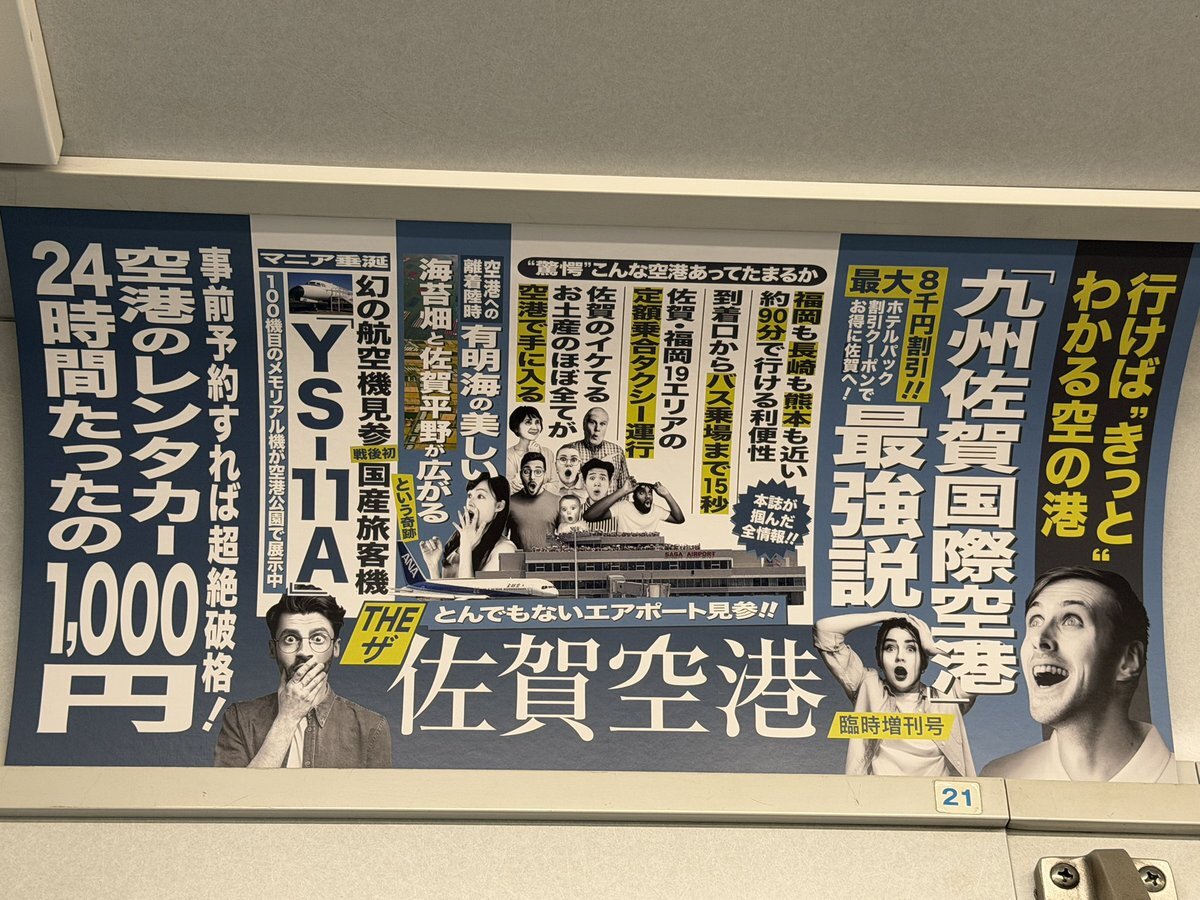 行けば"きっと"
わかる空の港
「九州佐賀国際空港
最強説
最大8千円割引!!
ホテルパック
割引クーポンで
お得に佐賀へ!
臨時増刊号
"驚愕"こんな空港あってたまるか
福岡も長崎も熊本も近い
約90分で行ける利便性
到着口からバス乗場まで15秒
佐賀・福岡19エリアの
定額乗合タクシー運行
佐賀のイケてる
お土産のほぼ全てが
空港で手に入る
本誌が
掴んだ
全情報!!
SAGA AIRPORT
ANA
空港への
離着陸時
有明海の美しい
海苔畑と佐賀平野が広がる
という奇跡
マニア垂涎
幻の航空機見参
戦後初
国産旅客機
YS-11A
100機目のメモリアル機が空港公園で展示中
とんでもないエアポート見参!!
THE
ザ
佐賀空港
事前予約すれば超絶破格!
空港のレンタカー
24時間たったの
1,000円
21